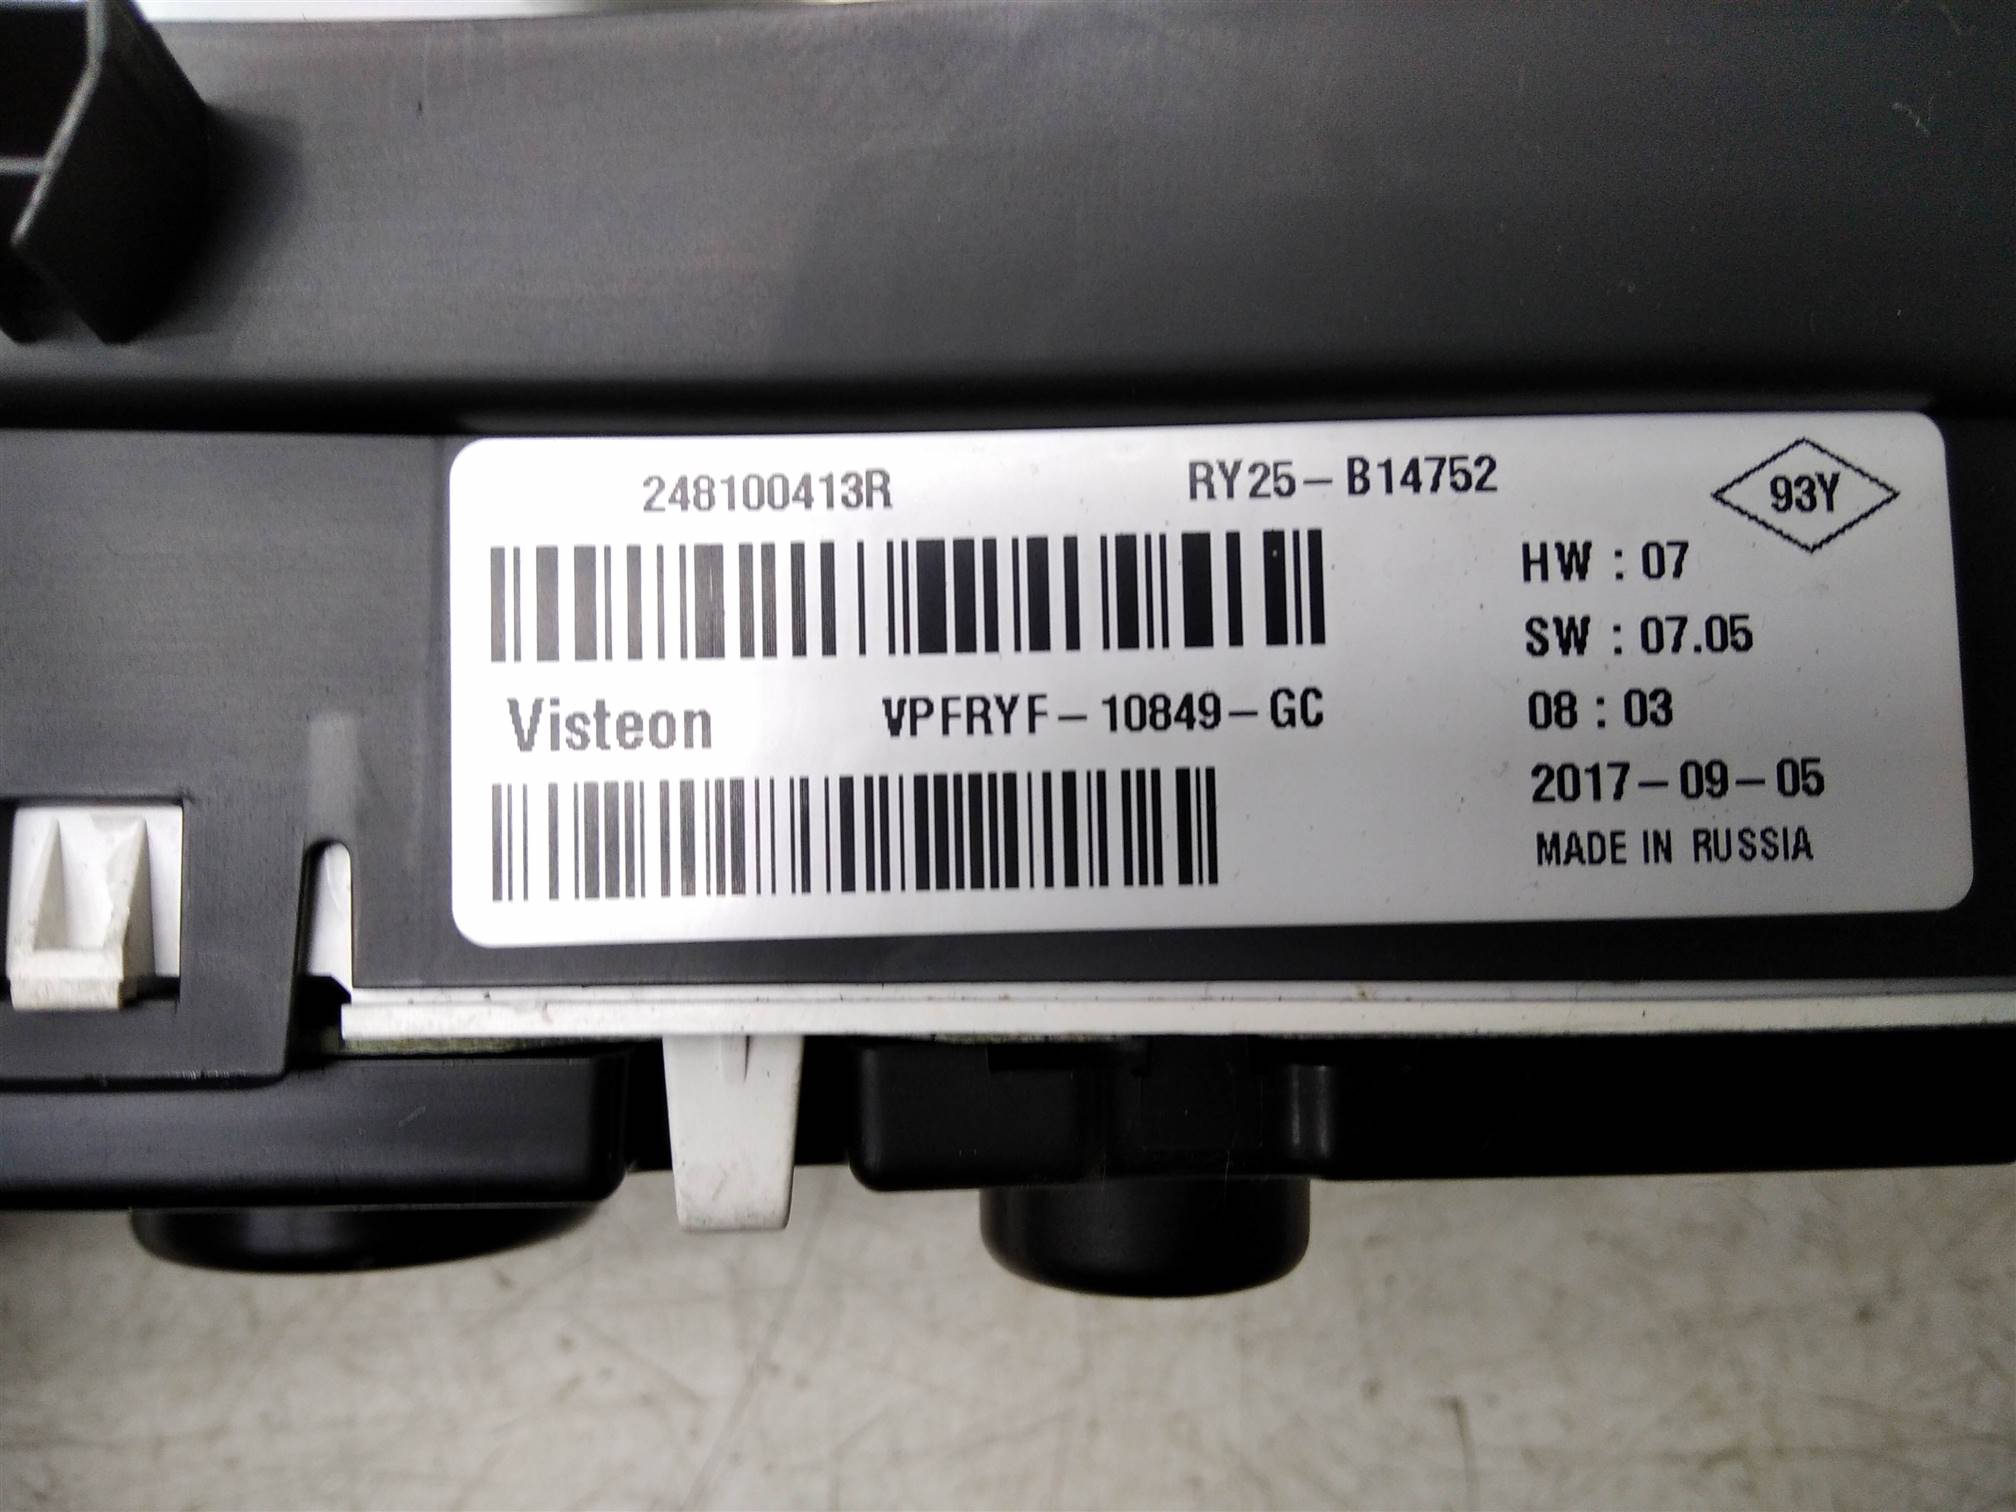 248100413R RY25-B14752 93Y
HW : 07
SW : 07.05
Visteon VPFRYF-10849-GC 08 : 03
2017-09-05
MADE IN RUSSIA